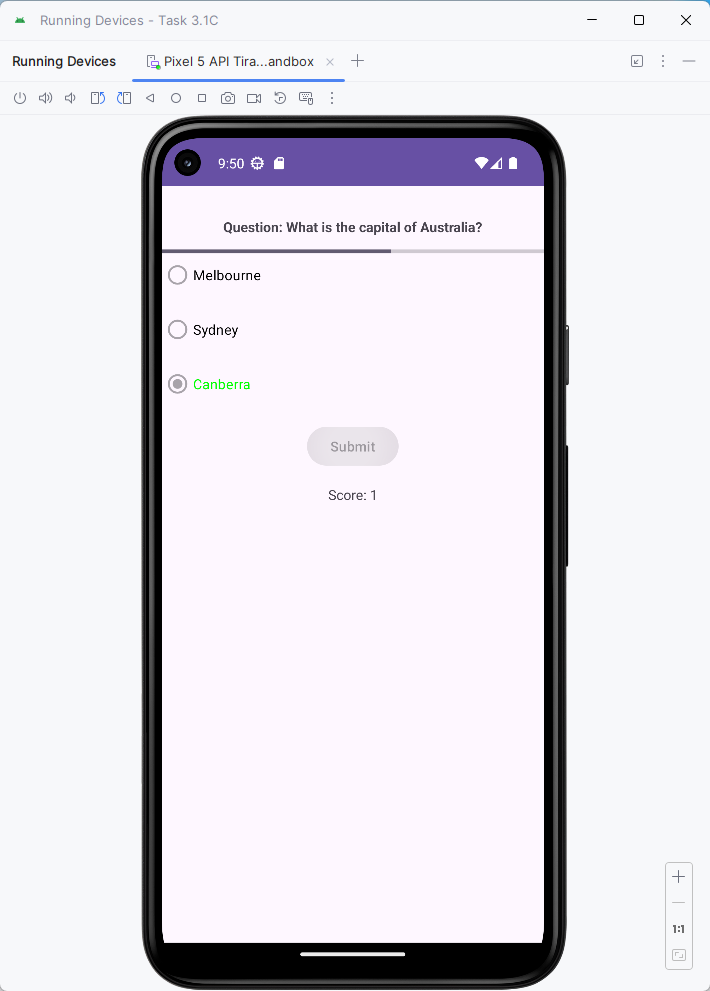 Running Devices - Task 3.1C
Running Devices
Pixel 5 API Tira...andbox
9:50
Question: What is the capital of Australia?
Melbourne
Sydney
Canberra
Submit
Score: 1
1:1